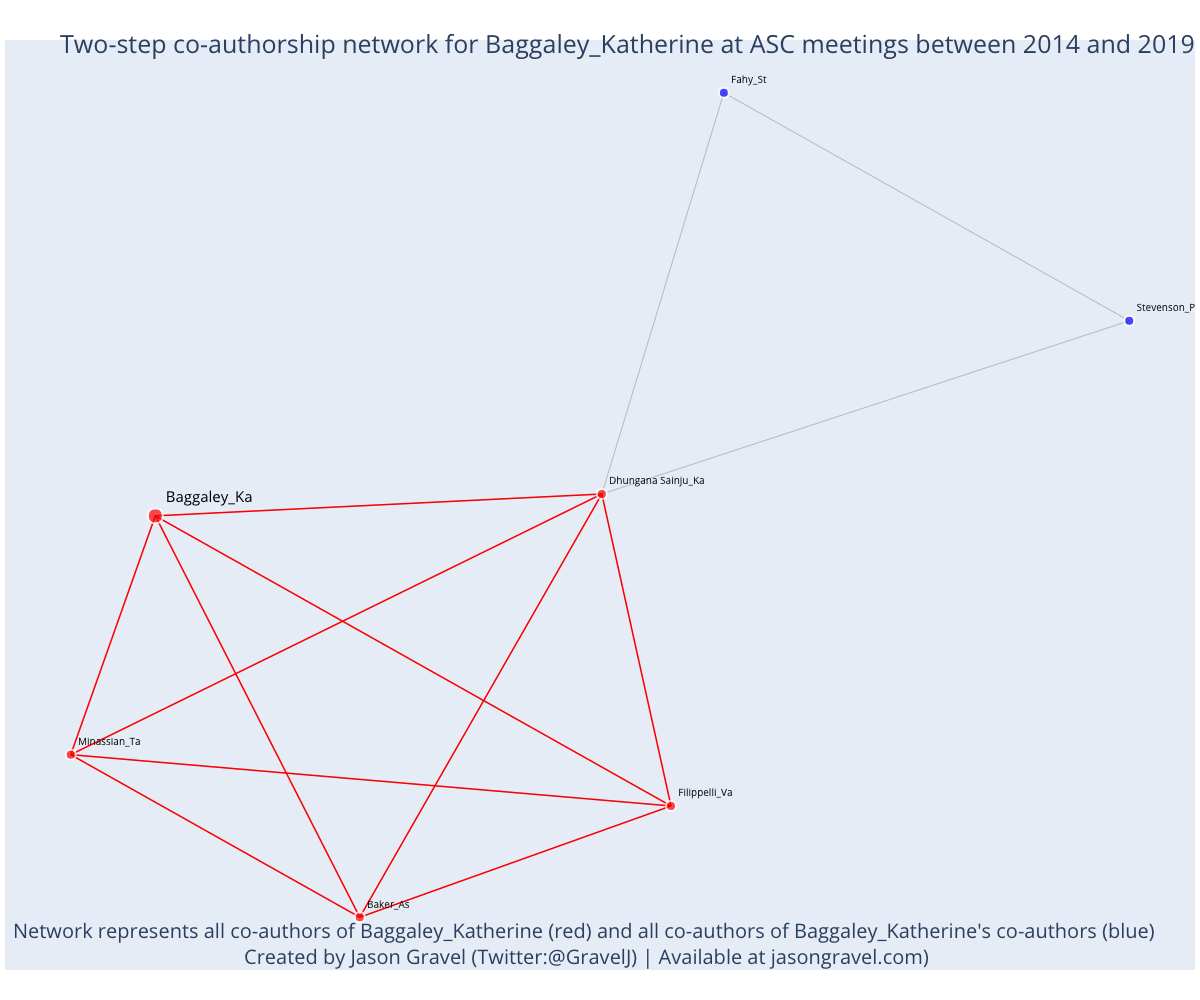 Two-step co-authorship network for Baggaley_Katherine at ASC meetings between 2014 and 2019
Fahy_St
Stevenson_P
Dhungana Sainju_Ka
Baggaley_Ka
Minassian_Ta
Filippelli_Va
Baker_As
Network represents all co-authors of Baggaley_Katherine (red) and all co-authors of Baggaley_Katherine's co-authors (blue)
Created by Jason Gravel (Twitter:@GravelJ) | Available at jasongravel.com)